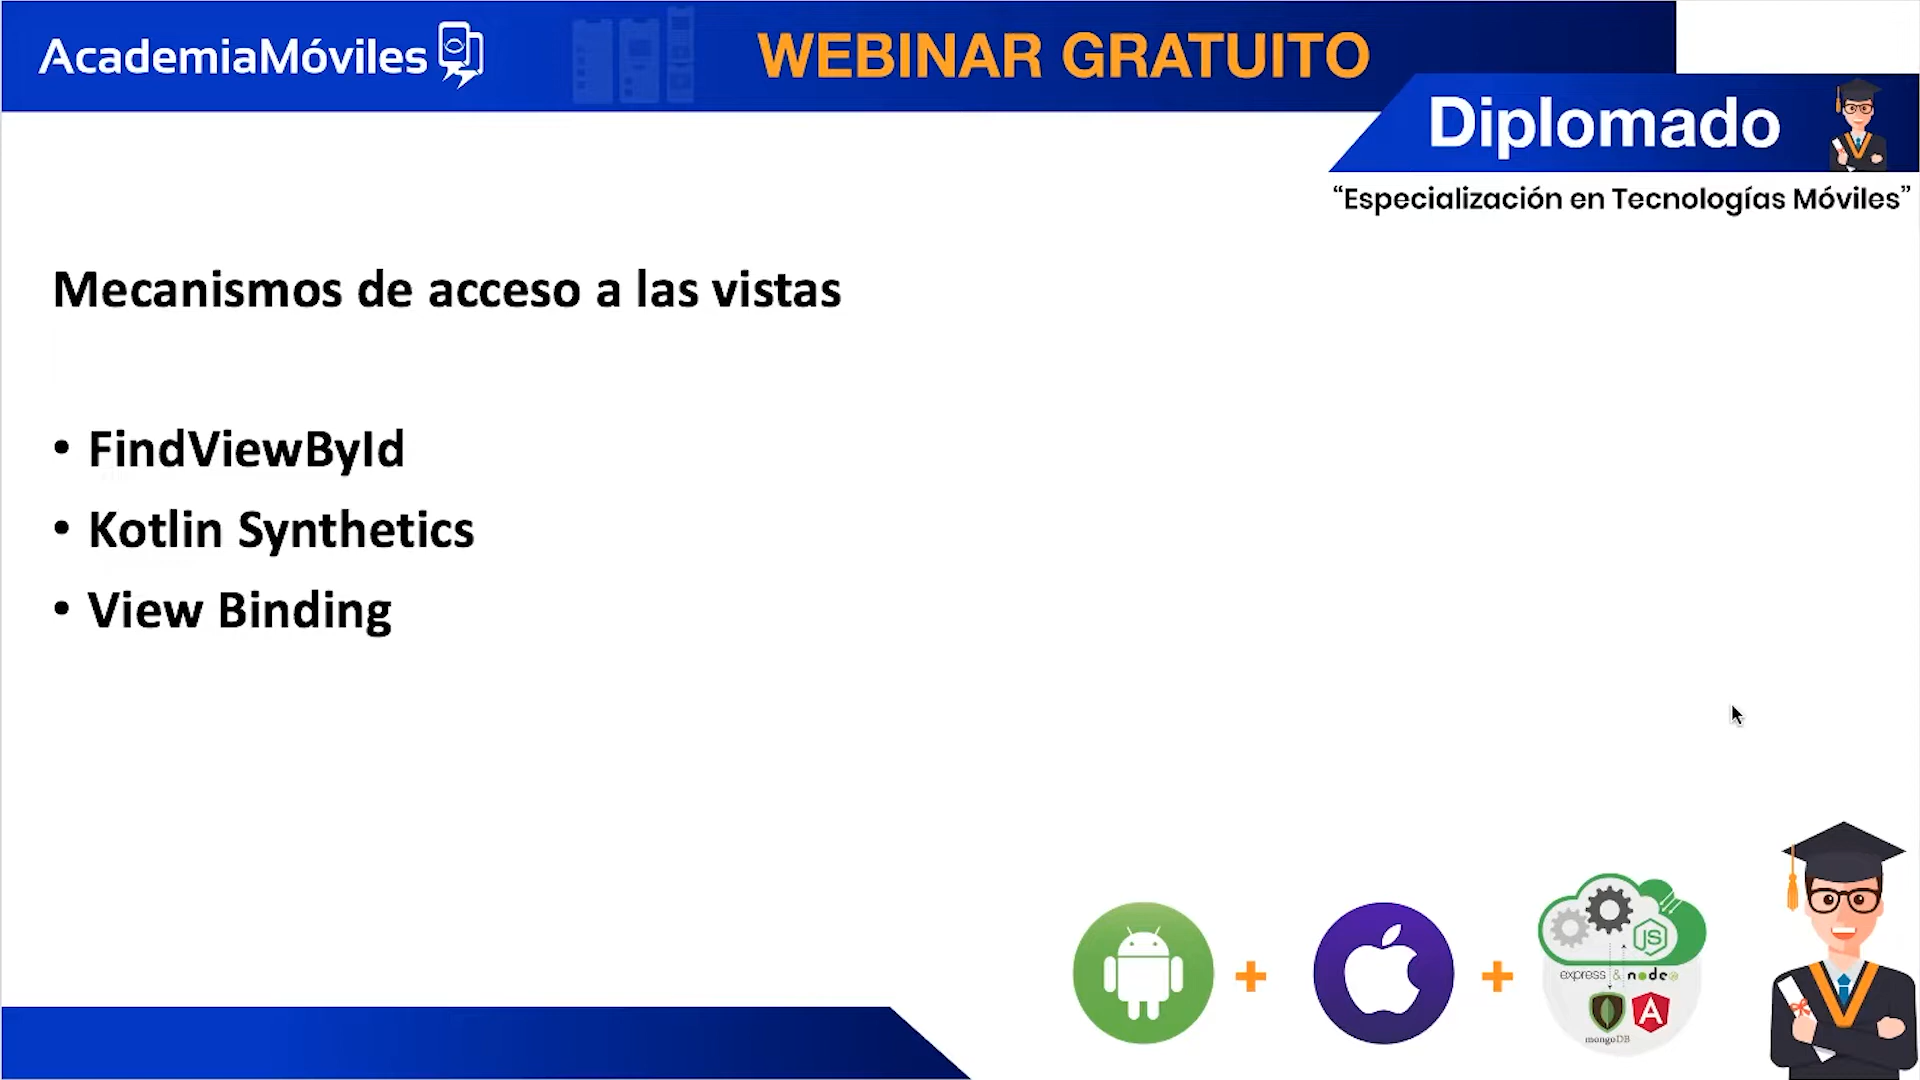 AcademiaMóviles
WEBINAR GRATUITO
Diplomado
“Especialización en Tecnologías Móviles”
Mecanismos de acceso a las vistas
• FindViewById
• Kotlin Synthetics
• View Binding
+
+
JS
express & node
A
mongoDB